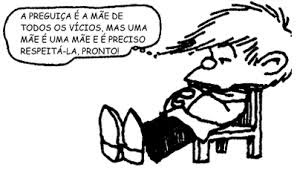 A PREGUIÇA É A MÃE DE
TODOS OS VÍCIOS, MAS UMA
MÃE É UMA MÃE E É PRECISO
RESPEITÁ-LA, PRONTO!